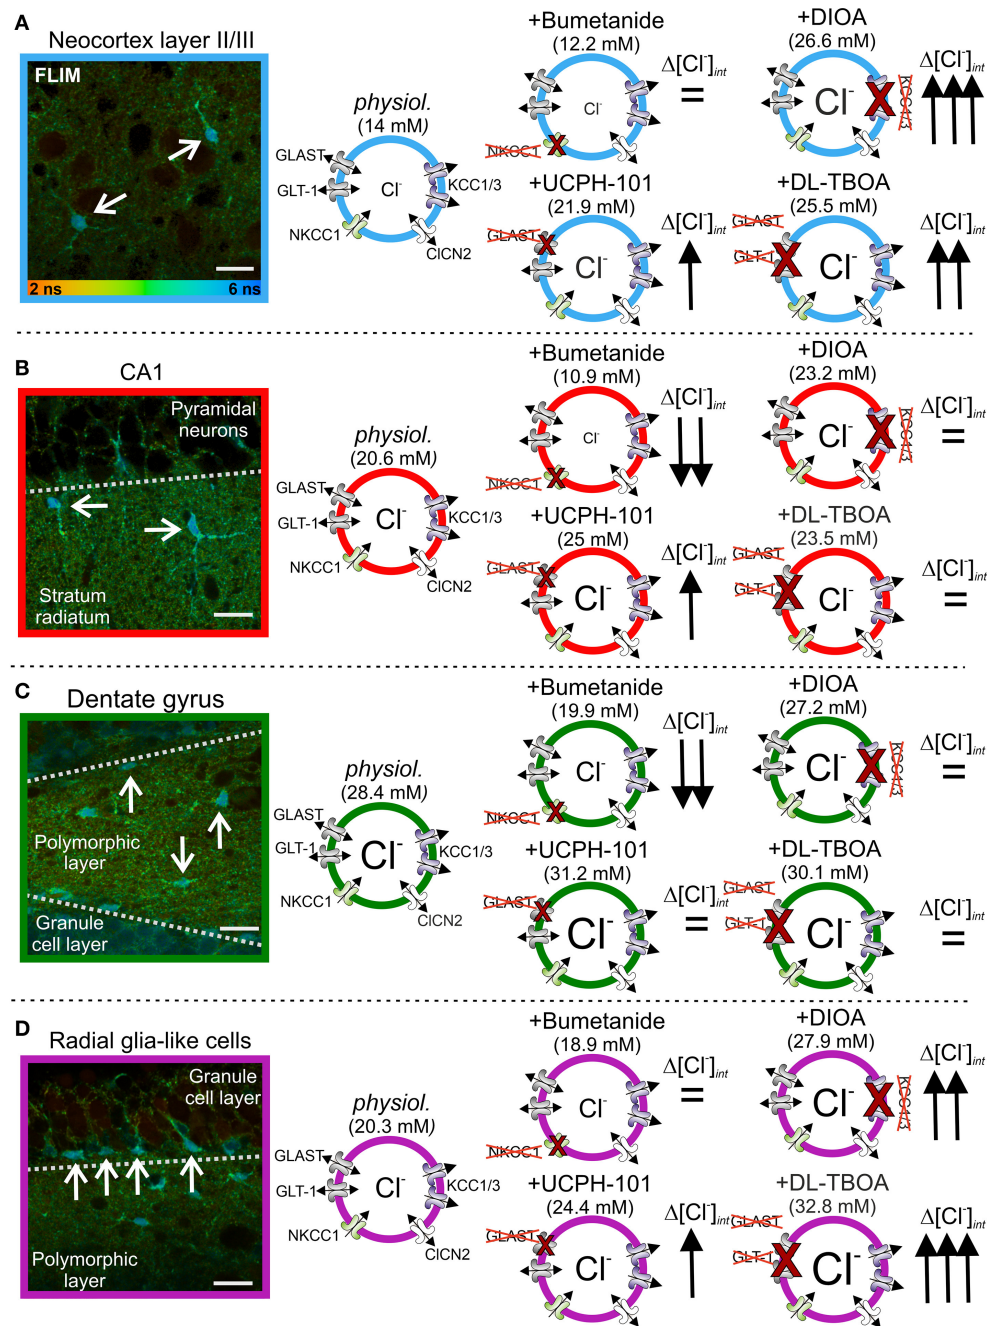 A
Neocortex layer II/III
FLIM
2 ns
6 ns
physiol.
(14 mM)
GLAST
GLT-1
NKCC1
Cl⁻
KCC1/3
ClCN2
+Bumetanide
(12.2 mM)
Δ[Cl⁻]int
=
Cl⁻
NKCC1
+DIOA
(26.6 mM)
Δ[Cl⁻]int
Cl⁻
KCC1/3
+UCPH-101
(21.9 mM)
GLAST
Δ[Cl⁻]int
Cl⁻
+DL-TBOA
(25.5 mM)
GLAST
GLT-1
Δ[Cl⁻]int
Cl⁻
B
CA1
Pyramidal
neurons
Stratum
radiatum
physiol.
(20.6 mM)
GLAST
GLT-1
NKCC1
Cl⁻
KCC1/3
ClCN2
+Bumetanide
(10.9 mM)
Δ[Cl⁻]int
Cl⁻
NKCC1
+DIOA
(23.2 mM)
Δ[Cl⁻]int
=
Cl⁻
KCC1/3
+UCPH-101
(25 mM)
GLAST
Δ[Cl⁻]int
Cl⁻
+DL-TBOA
(23.5 mM)
GLAST
GLT-1
Δ[Cl⁻]int
=
Cl⁻
C
Dentate gyrus
Polymorphic
layer
Granule
cell layer
physiol.
(28.4 mM)
GLAST
GLT-1
NKCC1
Cl⁻
KCC1/3
ClCN2
+Bumetanide
(19.9 mM)
Δ[Cl⁻]int
Cl⁻
NKCC1
+DIOA
(27.2 mM)
Δ[Cl⁻]int
=
Cl⁻
KCC1/3
+UCPH-101
(31.2 mM)
GLAST
Δ[Cl⁻]int
=
Cl⁻
+DL-TBOA
(30.1 mM)
GLAST
GLT-1
Δ[Cl⁻]int
=
Cl⁻
D
Radial glia-like cells
Granule
cell layer
Polymorphic
layer
physiol.
(20.3 mM)
GLAST
GLT-1
NKCC1
Cl⁻
KCC1/3
ClCN2
+Bumetanide
(18.9 mM)
Δ[Cl⁻]int
=
Cl⁻
NKCC1
+DIOA
(27.9 mM)
Δ[Cl⁻]int
Cl⁻
KCC1/3
+UCPH-101
(24.4 mM)
GLAST
Δ[Cl⁻]int
Cl⁻
+DL-TBOA
(32.8 mM)
GLAST
GLT-1
Δ[Cl⁻]int
Cl⁻